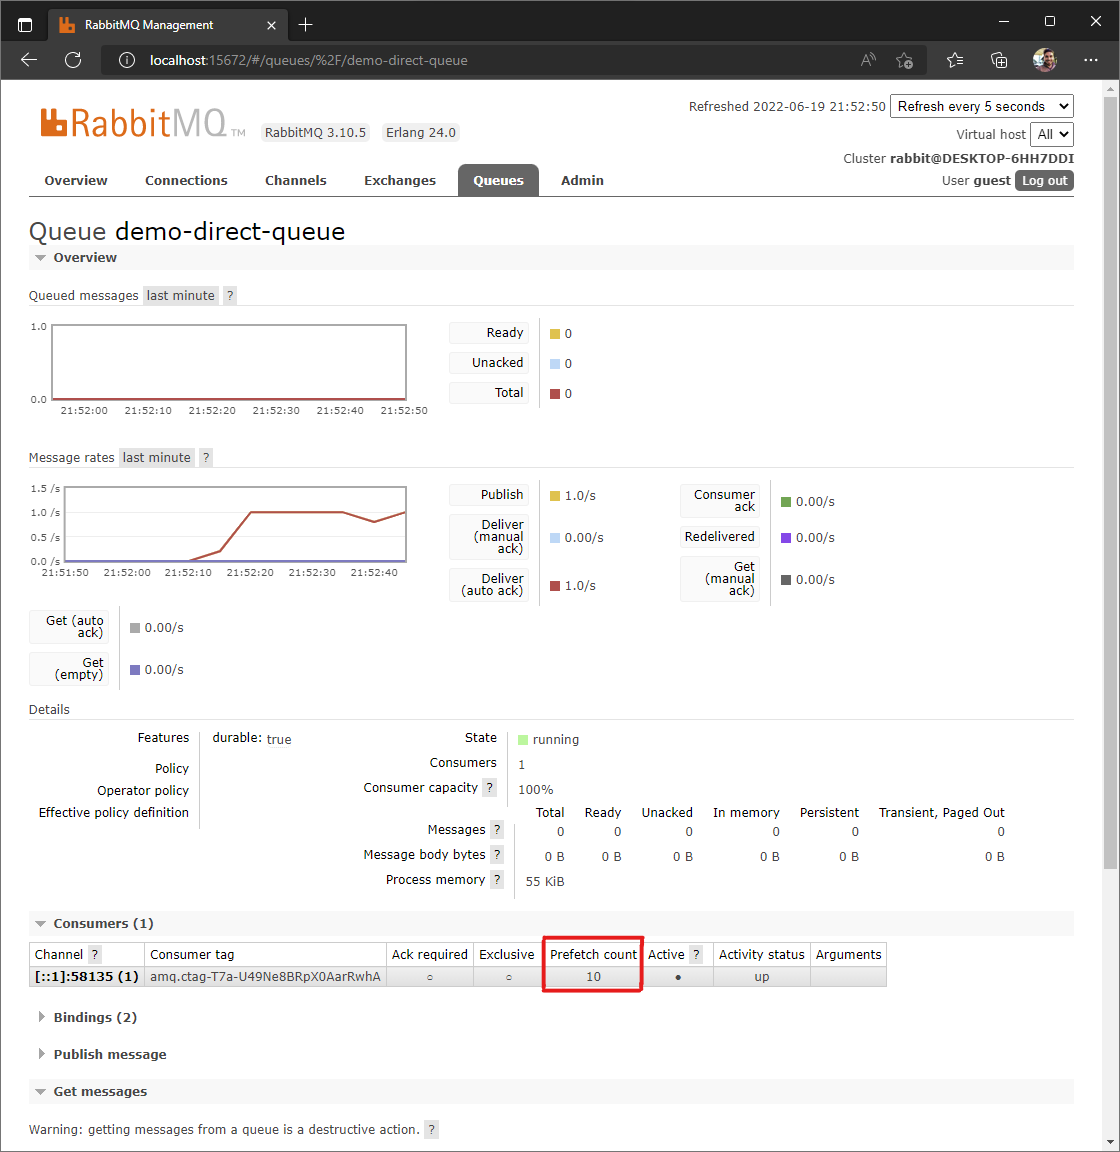 RabbitMQ Management
localhost:15672/#/queues/%2F/demo-direct-queue
Refreshed 2022-06-19 21:52:50 Refresh every 5 seconds
RabbitMQ TM RabbitMQ 3.10.5 Erlang 24.0
Virtual host All
Cluster rabbit@DESKTOP-6HH7DDI
User guest Log out
Overview Connections Channels Exchanges Queues Admin
Queue demo-direct-queue
Overview
Queued messages last minute ?
1.0
0.0
21:52:00 21:52:10 21:52:20 21:52:30 21:52:40 21:52:50
Ready 0
Unacked 0
Total 0
Message rates last minute ?
1.5 /s
1.0 /s
0.5 /s
0.0 /s
21:51:50 21:52:00 21:52:10 21:52:20 21:52:30 21:52:40
Publish 1.0/s
Deliver
(manual 0.00/s
ack)
Deliver
(auto ack) 1.0/s
Consumer
ack 0.00/s
Redelivered 0.00/s
Get
(manual 0.00/s
ack)
Get (auto
ack) 0.00/s
Get
(empty) 0.00/s
Details
Features durable: true
Policy
Operator policy
Effective policy definition
State running
Consumers 1
Consumer capacity ? 100%
Total Ready Unacked In memory Persistent Transient, Paged Out
Messages ? 0 0 0 0 0 0
Message body bytes ? 0 B 0 B 0 B 0 B 0 B 0 B
Process memory ? 55 KiB
Consumers (1)
Channel ? Consumer tag Ack required Exclusive Prefetch count Active ? Activity status Arguments
[::1]:58135 (1) amq.ctag-T7a-U49Ne8BRpX0AarRwhA ○ ○ 10 ● up
Bindings (2)
Publish message
Get messages
Warning: getting messages from a queue is a destructive action. ?